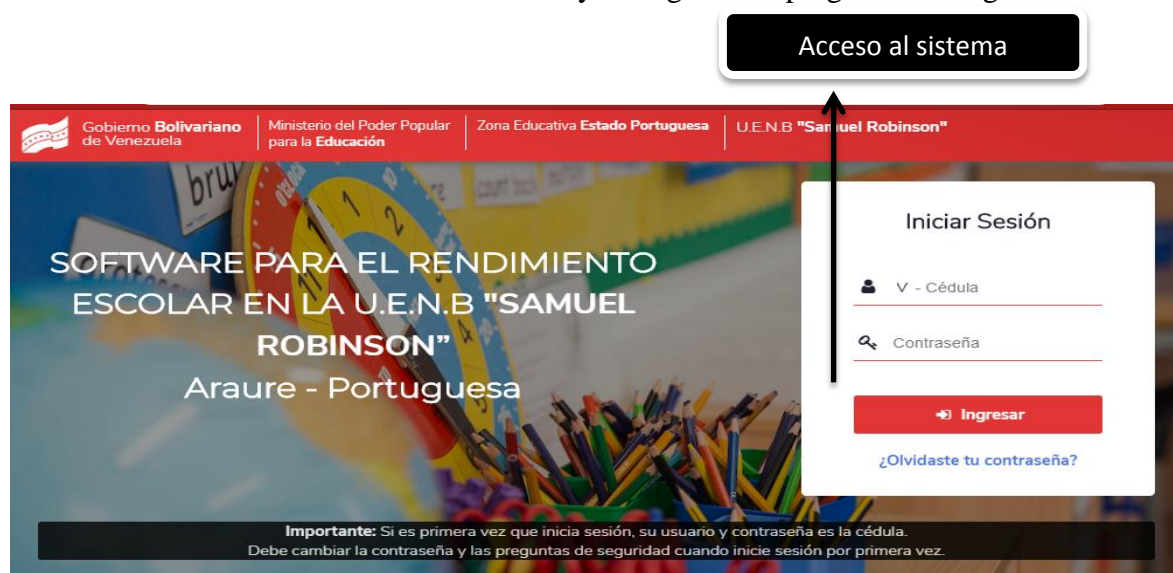 Acceso al sistema
Gobierno Bolivariano
de Venezuela
Ministerio del Poder Popular
para la Educación
Zona Educativa Estado Portuguesa
U.E.N.B "Samuel Robinson"
SOFTWARE PARA EL RENDIMIENTO
ESCOLAR EN LA U.E.N.B "SAMUEL
ROBINSON”
Araure - Portuguesa
Iniciar Sesión
V - Cédula
Contraseña
Ingresar
¿Olvidaste tu contraseña?
Importante: Si es primera vez que inicia sesión, su usuario y contraseña es la cédula.
Debe cambiar la contraseña y las preguntas de seguridad cuando inicie sesión por primera vez.